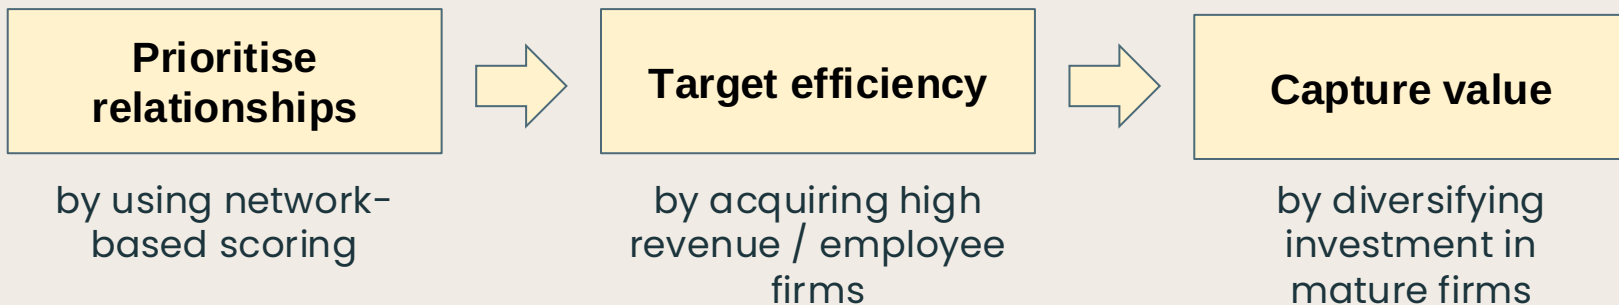 Prioritise
relationships
by using network-
based scoring
Target efficiency
by acquiring high
revenue / employee
firms
Capture value
by diversifying
investment in
mature firms